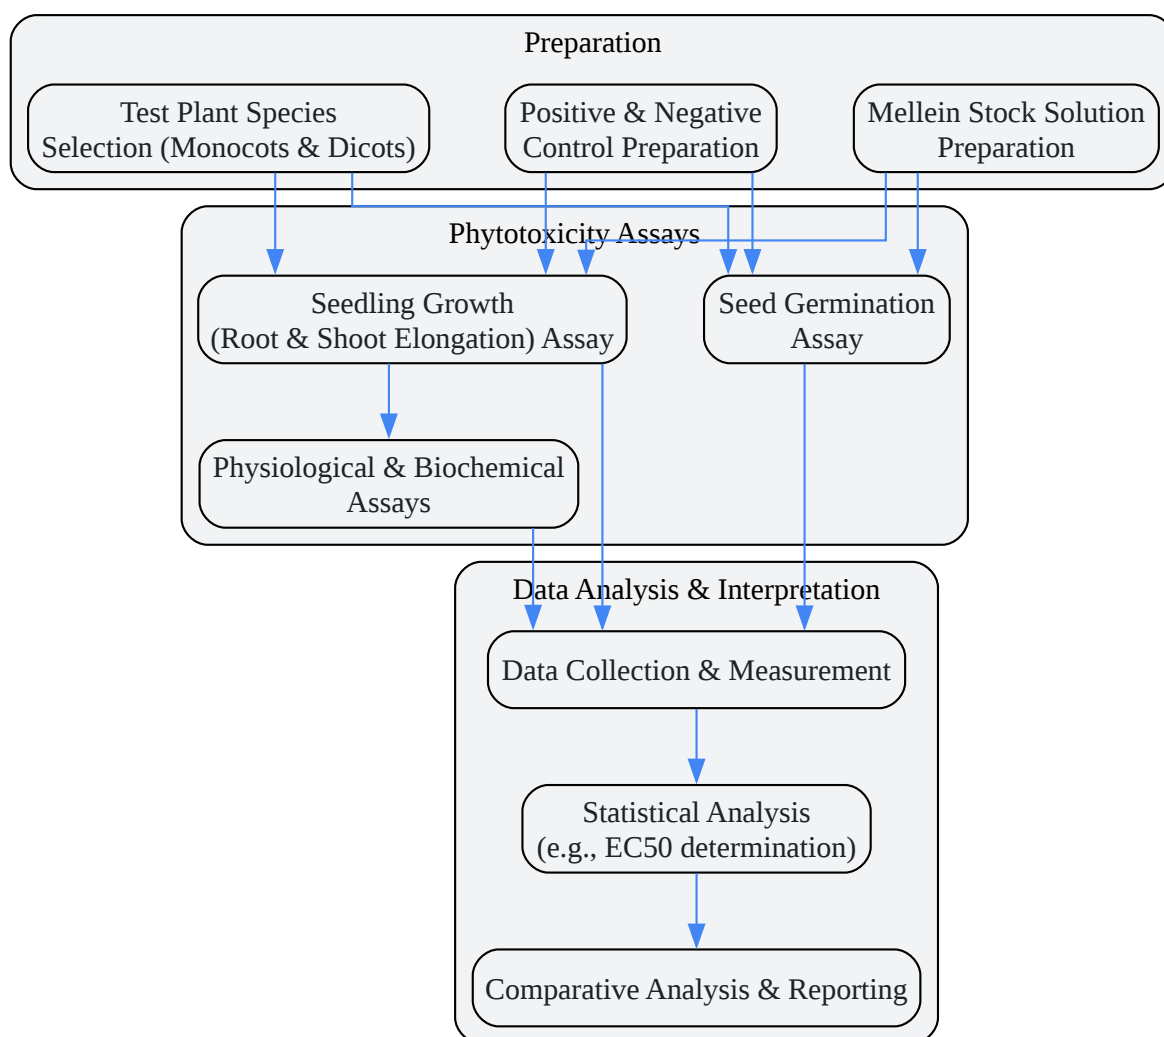 Preparation
Test Plant Species
Selection (Monocots & Dicots)
Positive & Negative
Control Preparation
Mellein Stock Solution
Preparation
Phytotoxicity Assays
Seedling Growth
(Root & Shoot Elongation) Assay
Seed Germination
Assay
Physiological & Biochemical
Assays
Data Analysis & Interpretation
Data Collection & Measurement
Statistical Analysis
(e.g., EC50 determination)
Comparative Analysis & Reporting